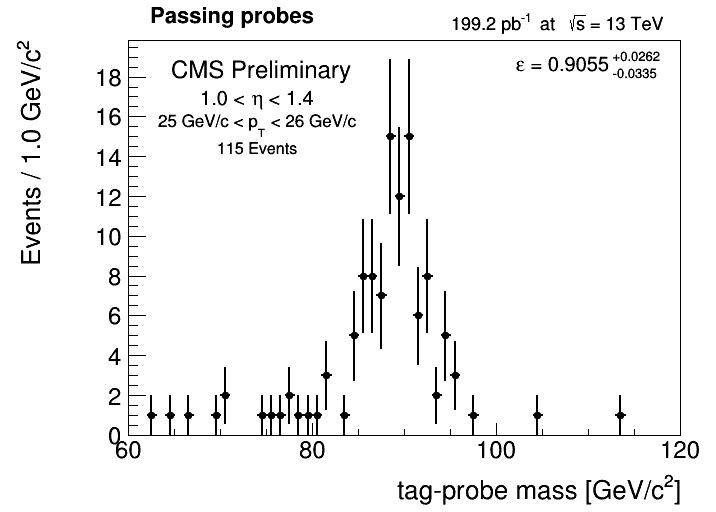 Passing probes
199.2 pb⁻¹ at √s = 13 TeV
CMS Preliminary
ε = 0.9055 +0.0262 -0.0335
1.0 < η < 1.4
25 GeV/c < p_T < 26 GeV/c
115 Events
Events / 1.0 GeV/c²
18
16
14
12
10
8
6
4
2
0
60 80 100 120
tag-probe mass [GeV/c²]